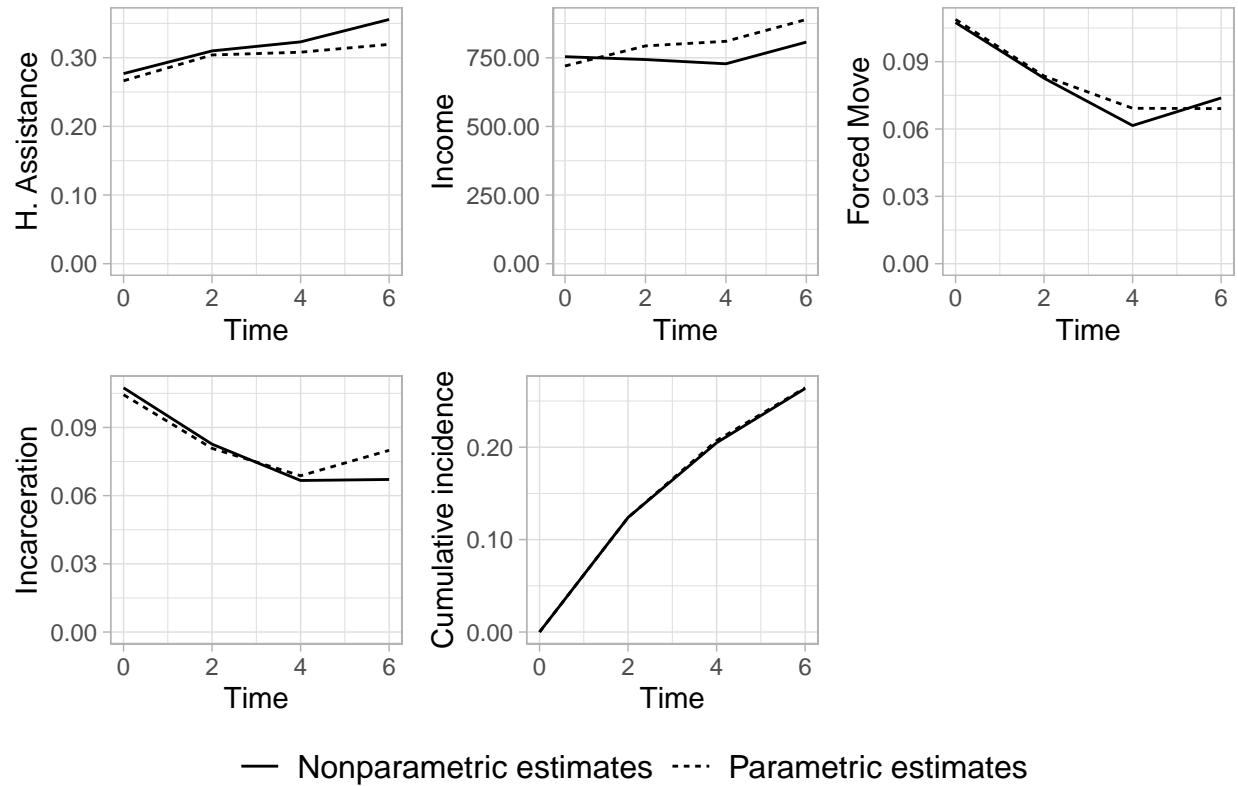 H. Assistance
0.30
0.20
0.10
0.00
0 2 4 6
Time
Income
750.00
500.00
250.00
0.00
0 2 4 6
Time
Forced Move
0.09
0.06
0.03
0.00
0 2 4 6
Time
Incarceration
0.09
0.06
0.03
0.00
0 2 4 6
Time
Cumulative incidence
0.20
0.10
0.00
0 2 4 6
Time
Nonparametric estimates Parametric estimates